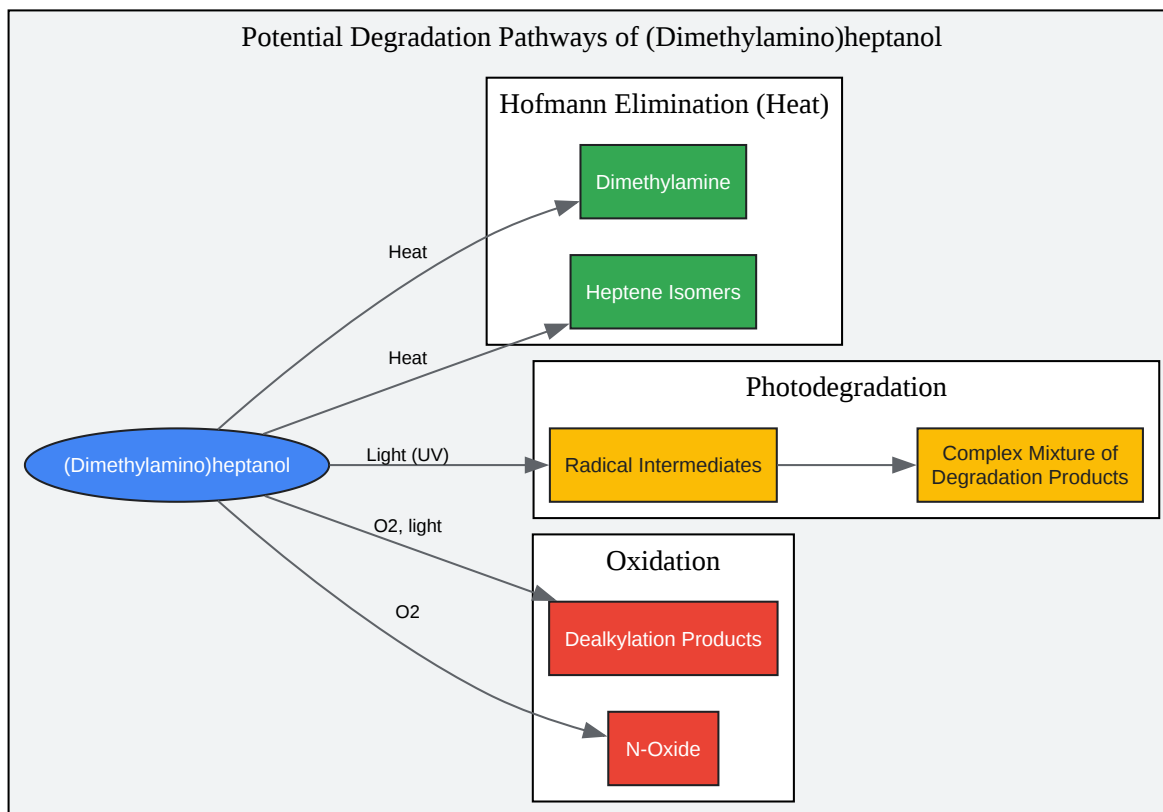 Potential Degradation Pathways of (Dimethylamino)heptanol
Hofmann Elimination (Heat)
Dimethylamine
Heat
Heptene Isomers
Heat
Photodegradation
(Dimethylamino)heptanol
Light (UV)
Radical Intermediates
Complex Mixture of
Degradation Products
O2, light
Oxidation
O2
Dealkylation Products
N-Oxide